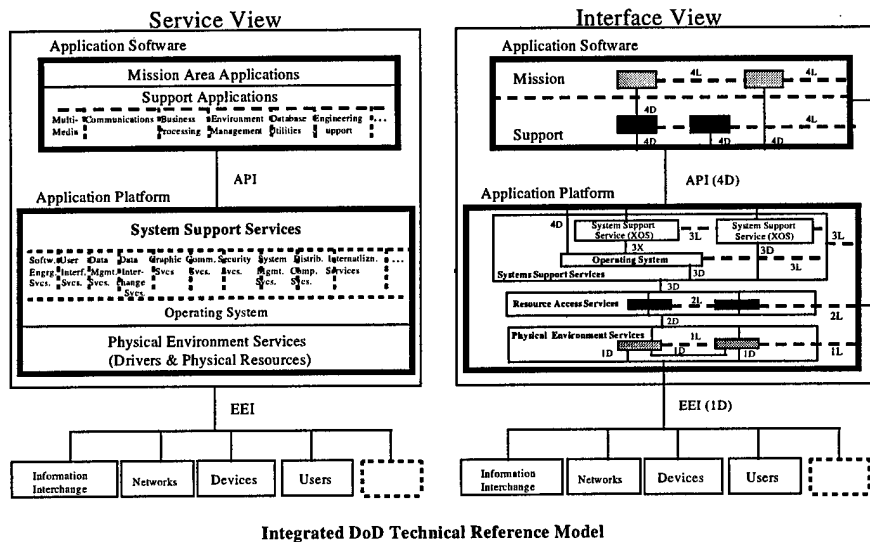 Service View
Application Software
Mission Area Applications
Support Applications
Multi- Communications Business Environment Database Engineering ...
Media Processing Management Utilities upport
API
Application Platform
System Support Services
Softw. User Data Data Graphic Comm. Security System Distrib. Internatlizn. ...
Engrg. Interf. Mgmt. Inter- Svcs. Svcs. Svcs. Mgmt. Comp. Services
Svcs. Svcs. Svcs. change Svcs. Svcs.
Svcs.
Operating System
Physical Environment Services
(Drivers & Physical Resources)
EEI
Information
Interchange
Networks
Devices
Users
Interface View
Application Software
Mission
4L
4L
4D
Support
4L
4L
4D
4D
4D
API (4D)
Application Platform
4D
System Support
Service (XOS)
3L
System Support
Service (XOS)
3L
3X
3D
Operating System
3L
3D
Systems Support Services
3D
Resource Access Services
2L
2L
2D
Physical Environment Services
1L
1L
1D
1D
1D
EEI (1D)
Information
Interchange
Networks
Devices
Users
Integrated DoD Technical Reference Model